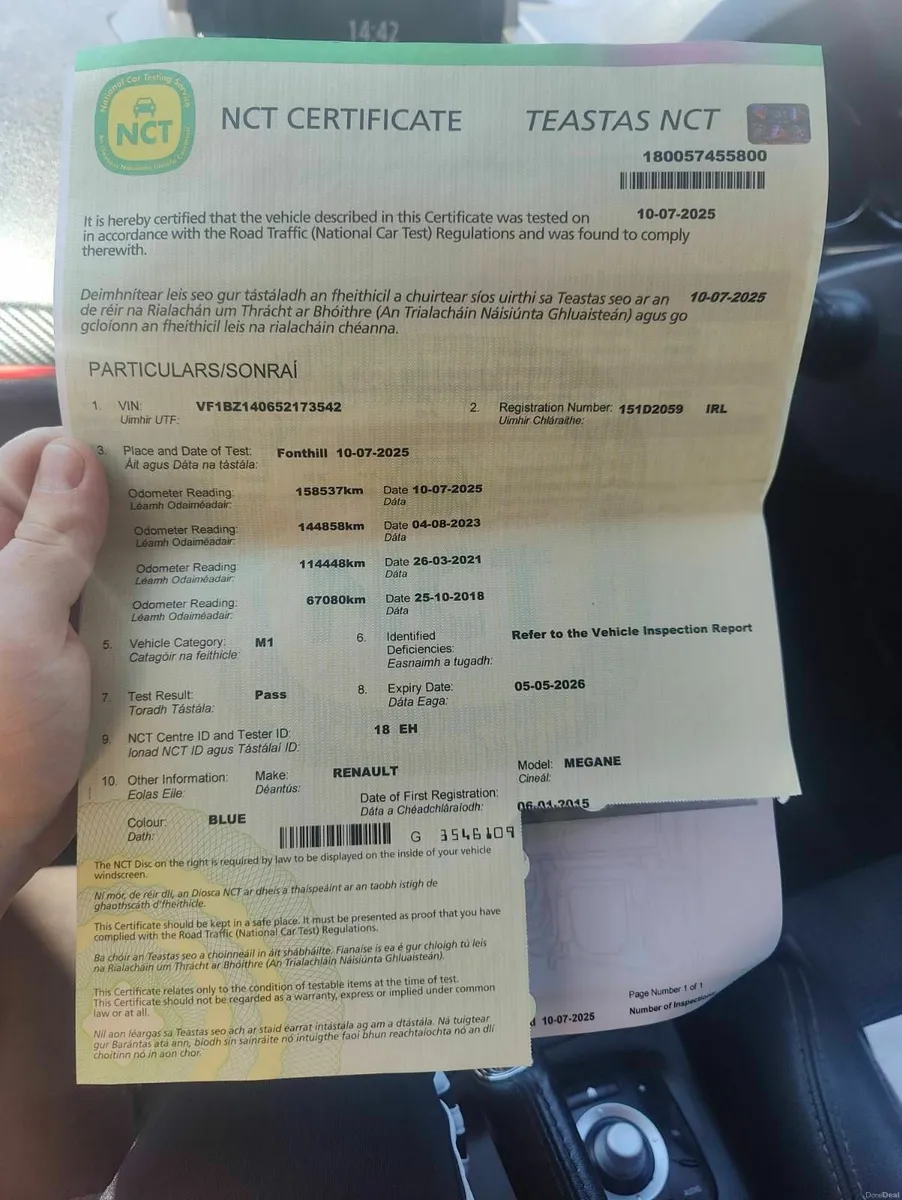 14:42
National Car Testing Service
NCT
NCT CERTIFICATE TEASTAS NCT
180057455800
It is hereby certified that the vehicle described in this Certificate was tested on 10-07-2025
in accordance with the Road Traffic (National Car Test) Regulations and was found to comply
therewith.
Deimhnítear leis seo gur tástáladh an fheithicil a chuirtear síos uirthi sa Teastas seo ar an 10-07-2025
de réir na Rialachán um Thrácht ar Bhóithre (An Trialacháin Náisiúnta Ghluaisteán) agus go
gcloíonn an fheithicil leis na rialacháin chéanna.
PARTICULARS/SONRAÍ
1. VIN: VF1BZ140652173542 2. Registration Number: 151D2059 IRL
Uimhir UTF: Uimhir Chláraithe:
3. Place and Date of Test: Fonthill 10-07-2025
Áit agus Dáta na tástála:
Odometer Reading: 158537km Date 10-07-2025
Léamh Odaiméadair: Dáta
Odometer Reading: 144858km Date 04-08-2023
Léamh Odaiméadair: Dáta
Odometer Reading: 114448km Date 26-03-2021
Léamh Odaiméadair: Dáta
Odometer Reading: 67080km Date 25-10-2018
Léamh Odaiméadair: Dáta
5. Vehicle Category: M1 6. Identified Refer to the Vehicle Inspection Report
Catagóir na feithicle: Deficiencies:
Easnaimh a tugadh:
7. Test Result: Pass 8. Expiry Date: 05-05-2026
Toradh Tástála: Dáta Eaga:
9. NCT Centre ID and Tester ID: 18 EH
Ionad NCT ID agus Tástálaí ID:
10. Other Information: Make: RENAULT Model: MEGANE
Eolas Eile: Déantús: Cineál:
Date of First Registration: 06-01-2015
Dáta a Chéadchláraíodh:
Colour: BLUE
Dath:
G 3546109
The NCT Disc on the right is required by law to be displayed on the inside of your vehicle
windscreen.
Ní mór, de réir dlí, an Diosca NCT ar dheis a thaispeáint ar an taobh istigh de
ghaothscáth d'fheithicle.
This Certificate should be kept in a safe place. It must be presented as proof that you have
complied with the Road Traffic (National Car Test) Regulations.
Ba chóir an Teastas seo a choinneáil in áit shábháilte. Fianaise is ea é gur chloigh tú leis
na Rialacháin um Thrácht ar Bhóithre (An Trialachláin Náisiúnta Ghluaisteán).
This Certificate relates only to the condition of testable items at the time of test.
This Certificate should not be regarded as a warranty, express or implied under common
law or at all.
Níl aon léargas sa Teastas seo ach ar staid earraí intástála ag am a dtástála. Ná tuigtear
gur Barántas atá ann, bíodh sin sainráite nó intuigthe faoi bhun reachtaíochta nó an dlí
choitinn nó in aon chor.
10-07-2025
Page Number 1 of 1
Number of Inspections
DoneDeal